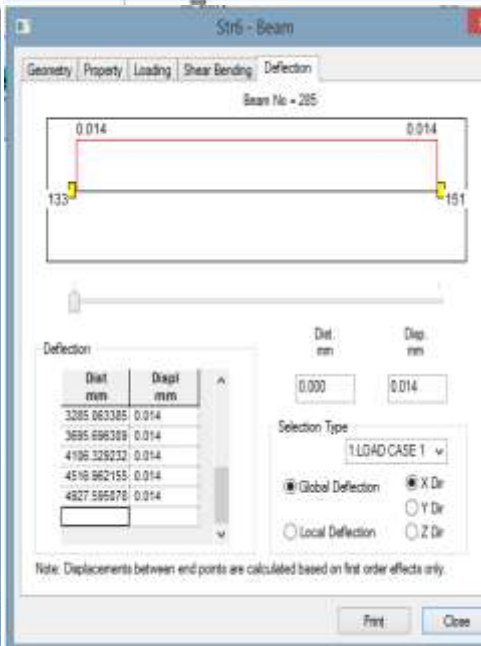 Str6 - Beam
Geometry Property Loading Shear Bending Deflection
Beam No = 285
0.014 0.014
133 151
Dist. Disp.
mm mm
0.000 0.014
Deflection
Dist Displ
mm mm
3285.063385 0.014
3695.696309 0.014
4106.329232 0.014
4516.962155 0.014
4927.595078 0.014
Selection Type
1:LOAD CASE 1
Global Deflection X Dir
Y Dir
Local Deflection Z Dir
Note: Displacements between end points are calculated based on first order effects only.
Print Close